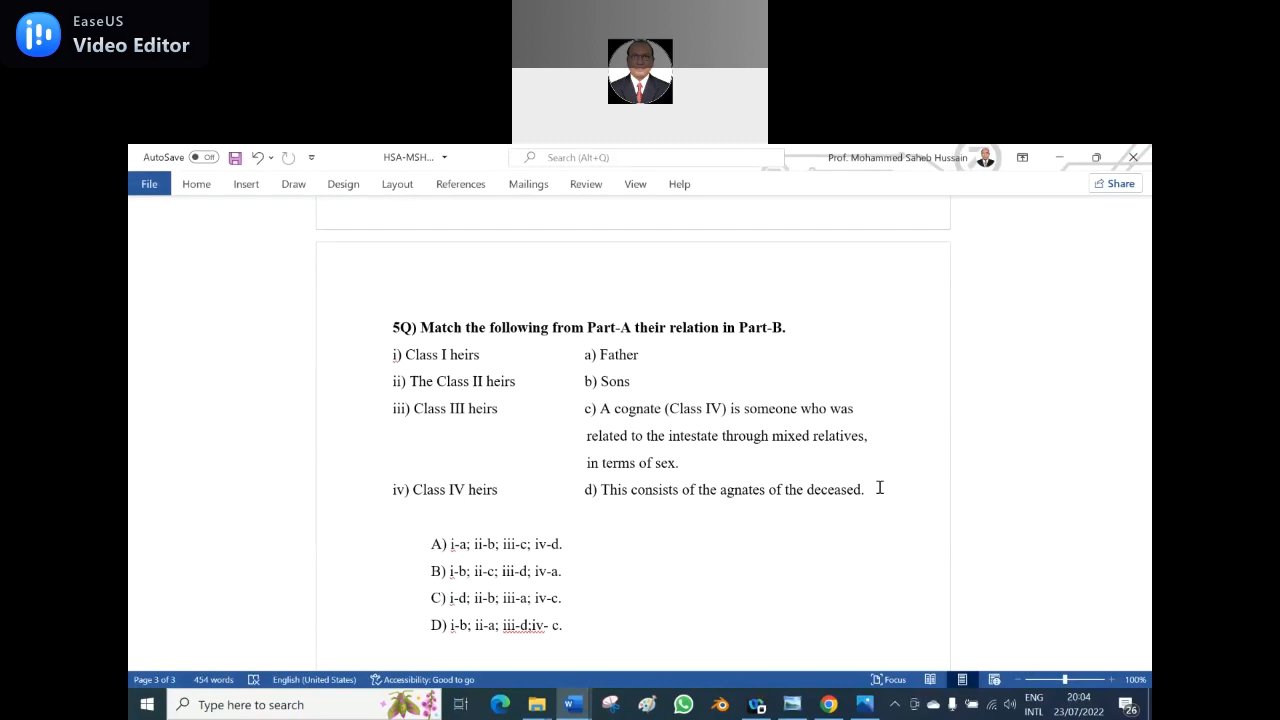 EaseUS
Video Editor
AutoSave Off HSA-MSH... Search (Alt+Q) Prof. Mohammed Saheb Hussain
File Home Insert Draw Design Layout References Mailings Review View Help Share
5Q) Match the following from Part-A their relation in Part-B.
i) Class I heirs a) Father
ii) The Class II heirs b) Sons
iii) Class III heirs c) A cognate (Class IV) is someone who was
related to the intestate through mixed relatives,
in terms of sex.
iv) Class IV heirs d) This consists of the agnates of the deceased.
A) i-a; ii-b; iii-c; iv-d.
B) i-b; ii-c; iii-d; iv-a.
C) i-d; ii-b; iii-a; iv-c.
D) i-b; ii-a; iii-d;iv- c.
Page 3 of 3 454 words English (United States) Accessibility: Good to go Focus 100%
Type here to search ENG 20:04
INTL 23/07/2022 26